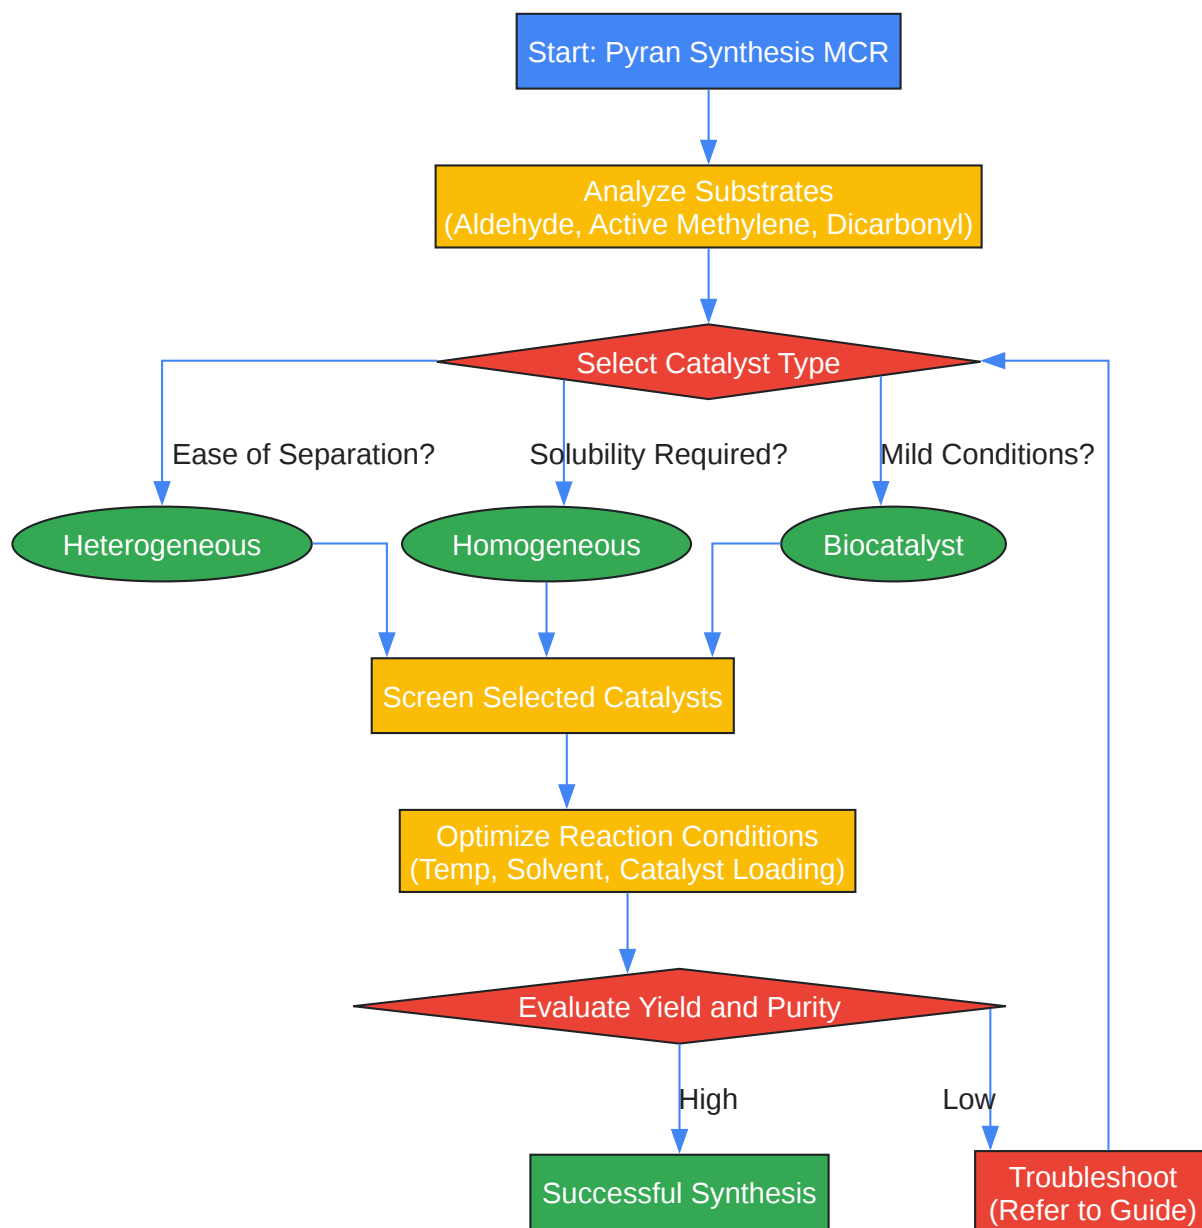 Start: Pyran Synthesis MCR
Analyze Substrates
(Aldehyde, Active Methylene, Dicarbonyl)
Select Catalyst Type
Ease of Separation?
Solubility Required?
Mild Conditions?
Heterogeneous
Homogeneous
Biocatalyst
Screen Selected Catalysts
Optimize Reaction Conditions
(Temp, Solvent, Catalyst Loading)
Evaluate Yield and Purity
High
Low
Successful Synthesis
Troubleshoot
(Refer to Guide)